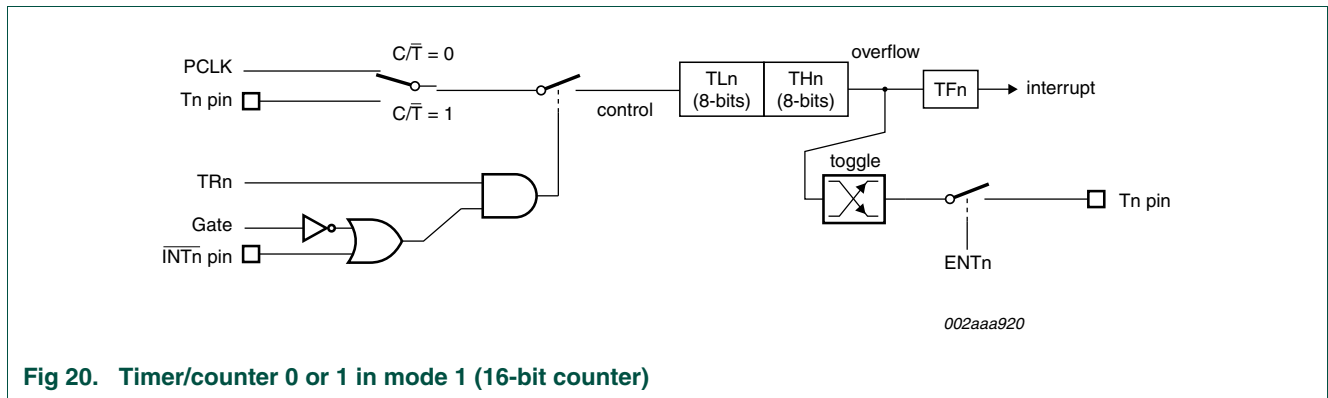 C/T̅ = 0
PCLK
Tn pin
C/T̅ = 1
control
TLn
(8-bits)
THn
(8-bits)
overflow
TFn
interrupt
toggle
Tn pin
ENTn
TRn
Gate
I̅N̅T̅n̅ pin
002aaa920
Fig 20. Timer/counter 0 or 1 in mode 1 (16-bit counter)